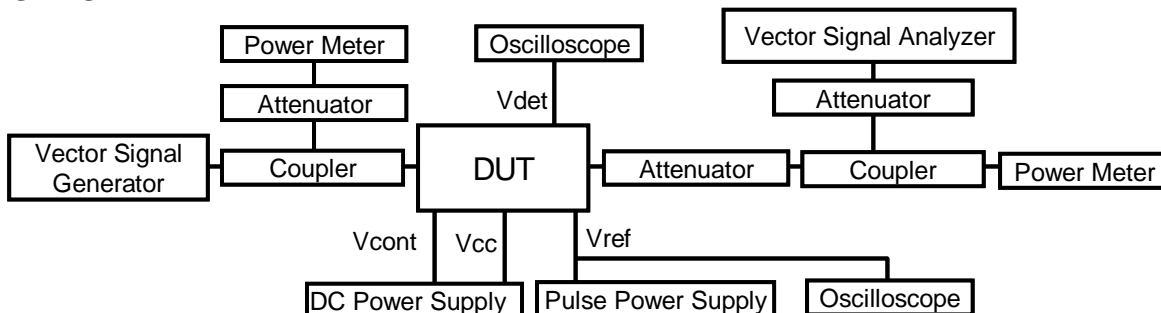 Power Meter
Oscilloscope
Vector Signal Analyzer
Attenuator
Vdet
Attenuator
Vector Signal
Generator
Coupler
DUT
Attenuator
Coupler
Power Meter
Vcont
Vcc
Vref
DC Power Supply
Pulse Power Supply
Oscilloscope